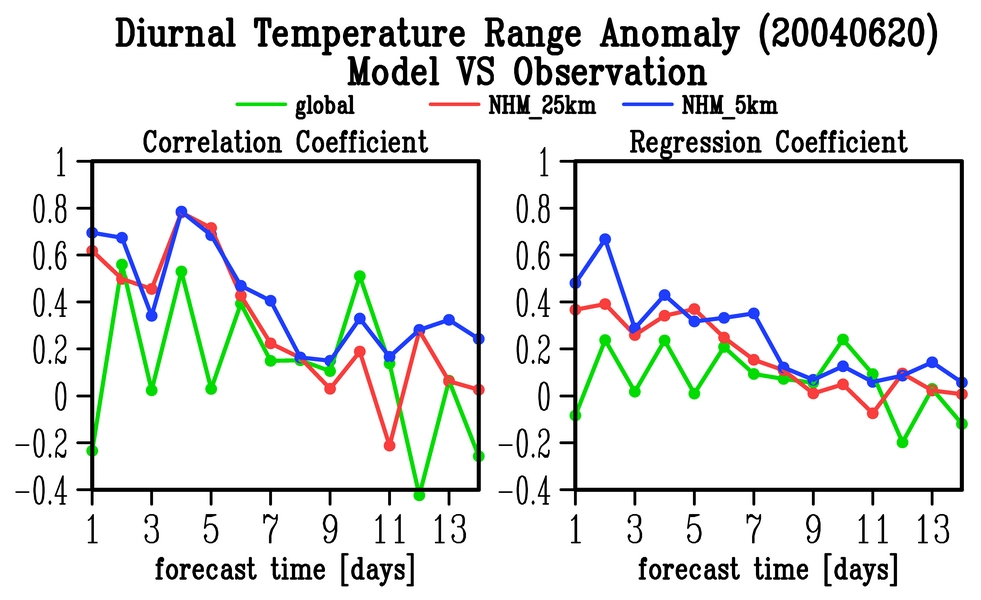 Diurnal Temperature Range Anomaly (20040620)
Model VS Observation
global NHM_25km NHM_5km
Correlation Coefficient
1
0.8
0.6
0.4
0.2
0
−0.2
−0.4
1 3 5 7 9 11 13
forecast time [days]
Regression Coefficient
1
0.8
0.6
0.4
0.2
0
−0.2
−0.4
1 3 5 7 9 11 13
forecast time [days]